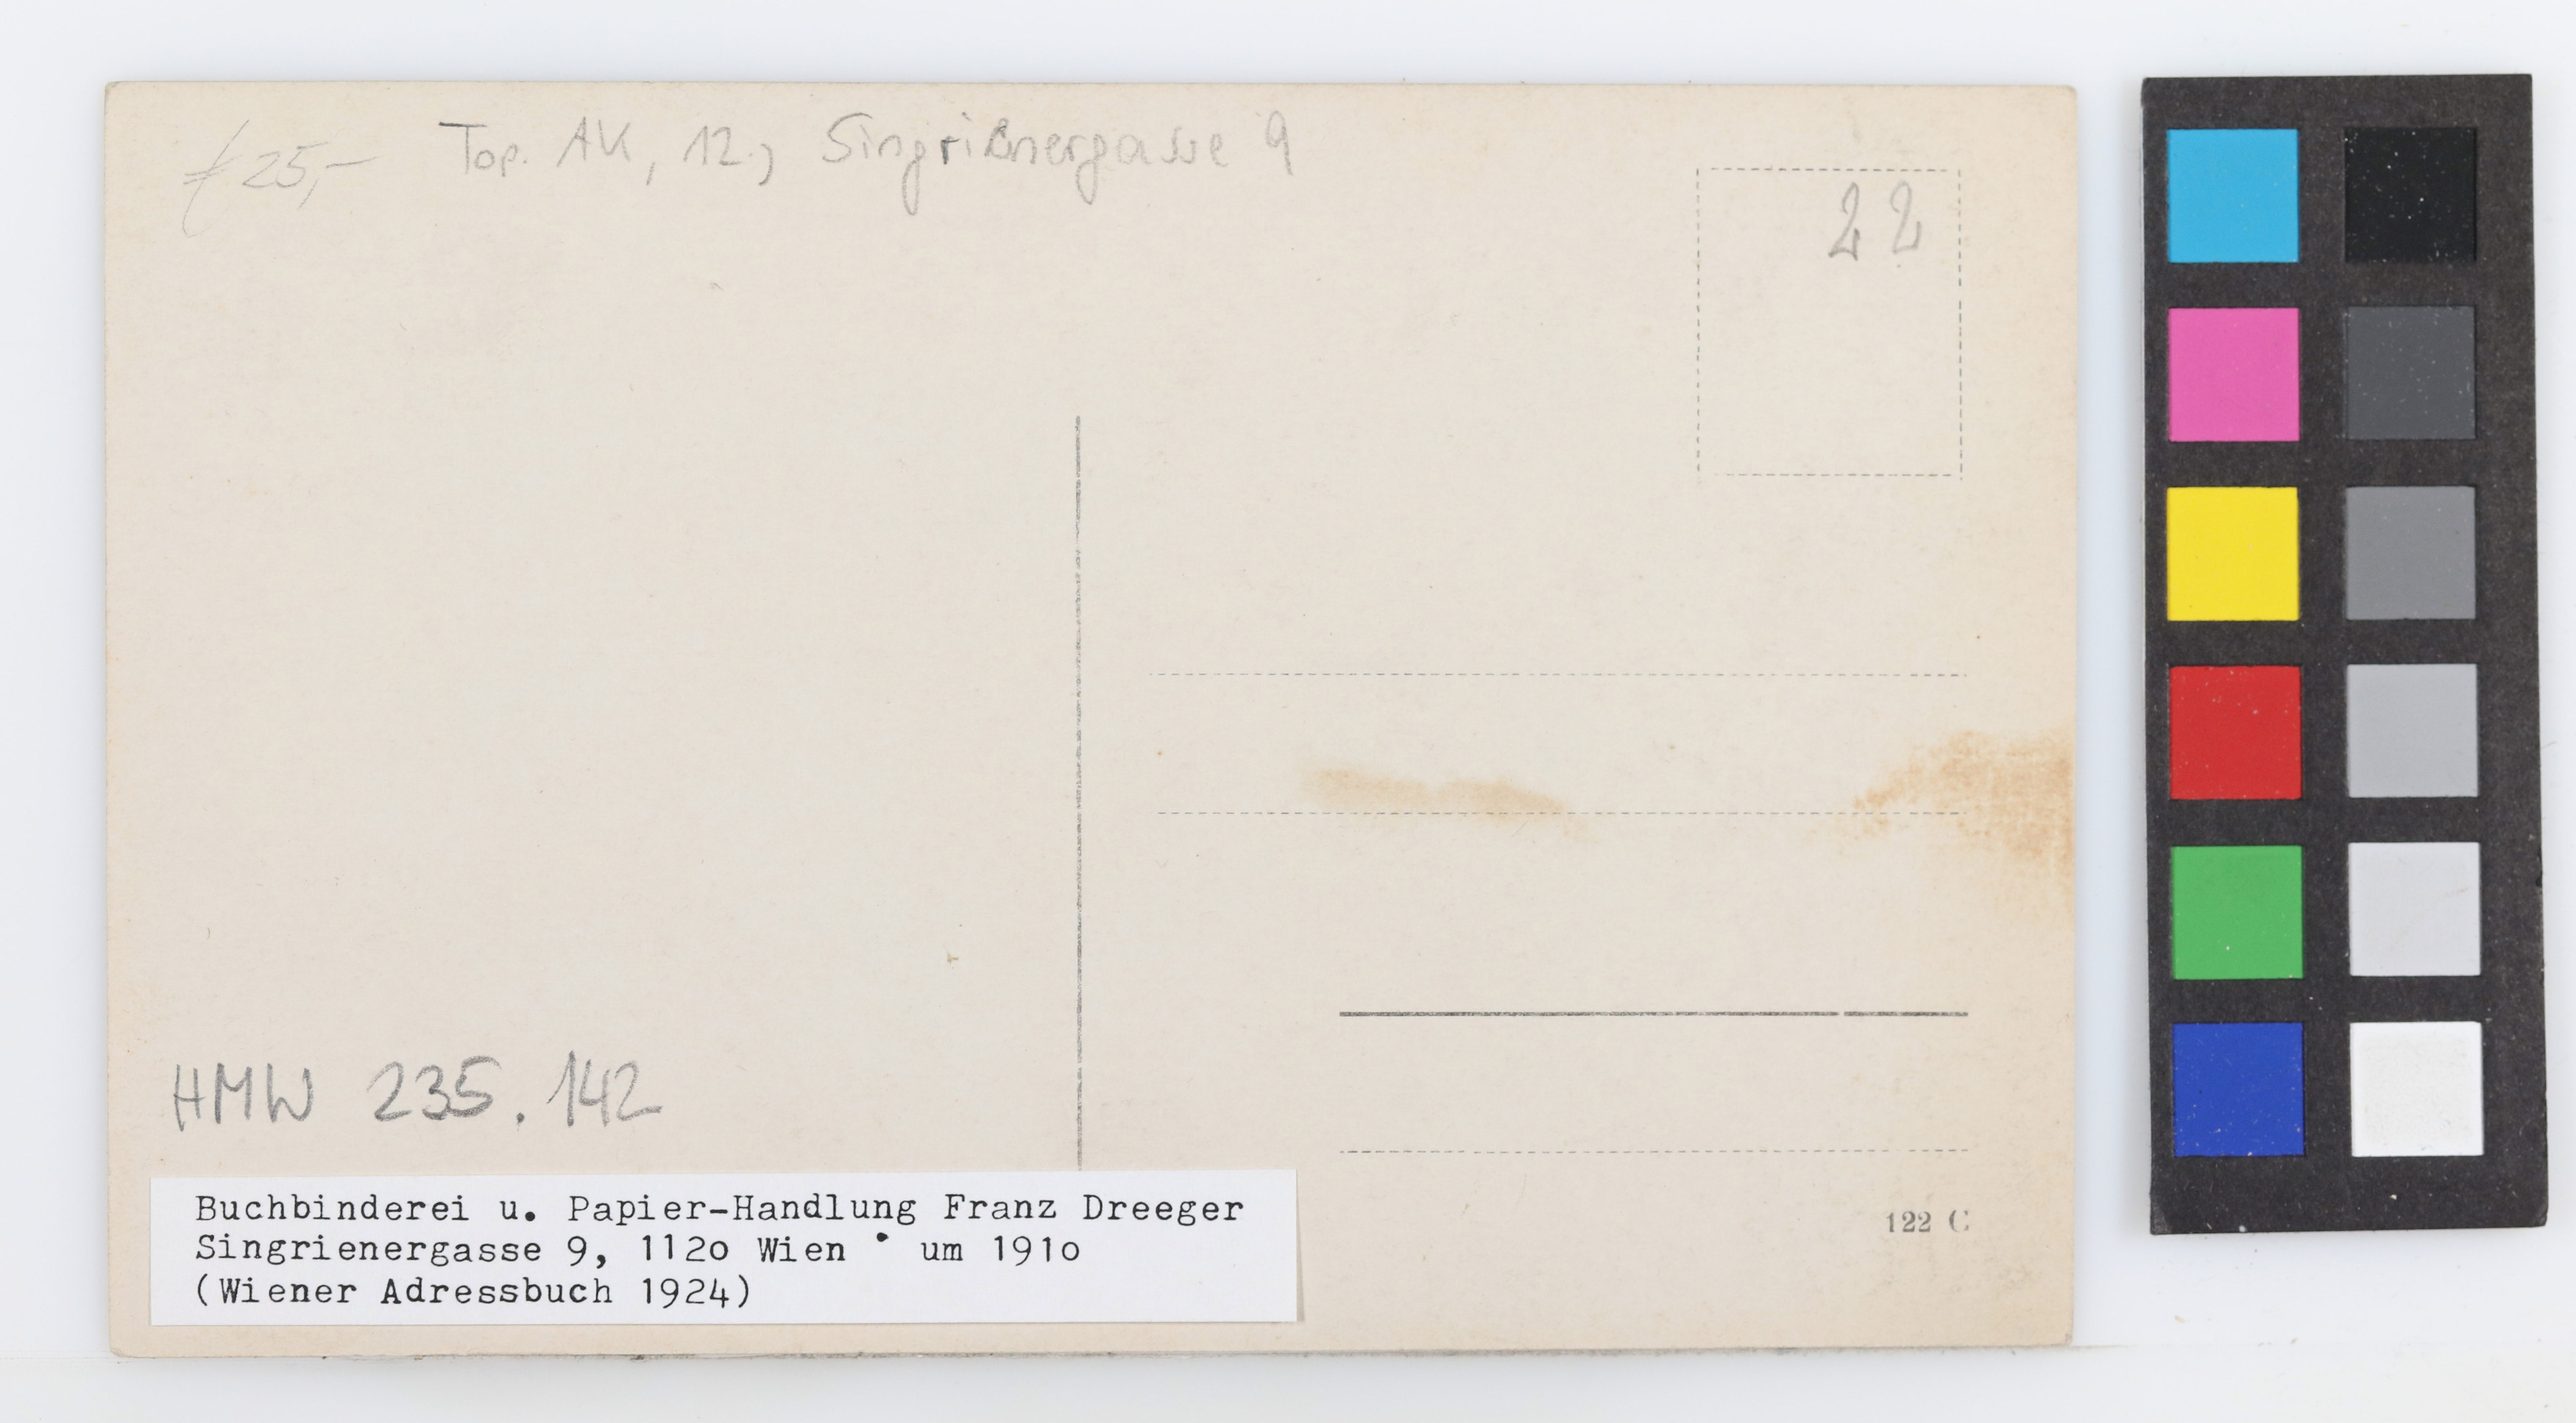 € 25,-
Top. AK, 12., Singrienergasse 9
22
HMW 235.142
Buchbinderei u. Papier-Handlung Franz Dreeger
Singrienergasse 9, 112o Wien • um 191o
(Wiener Adressbuch 1924)
122 C